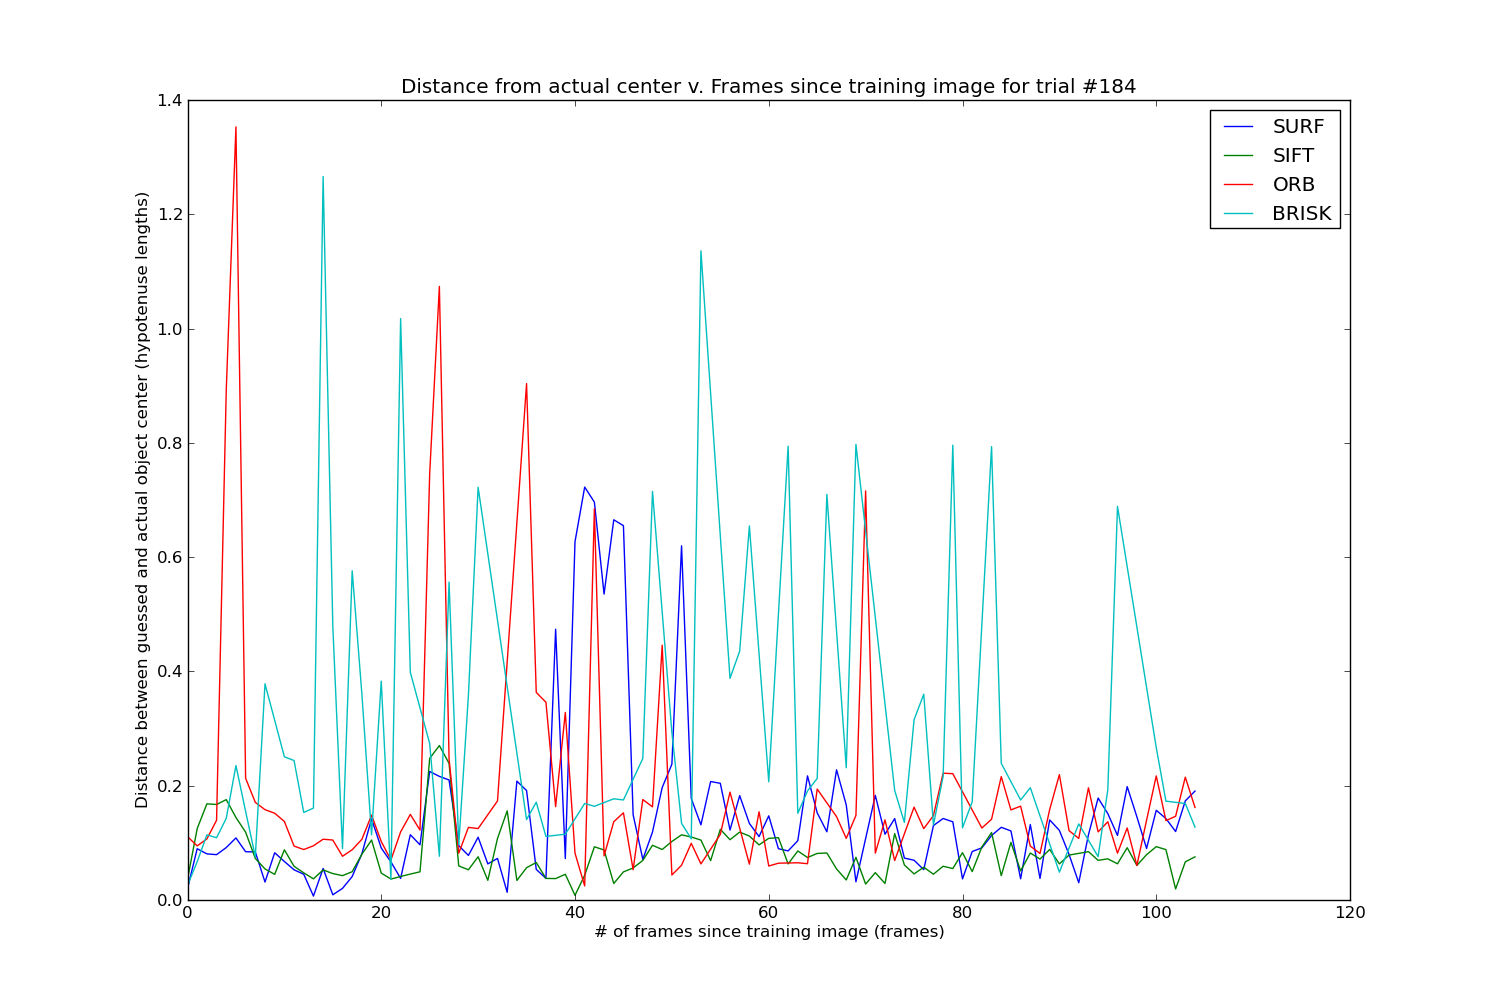 Distance from actual center v. Frames since training image for trial #184
Distance between guessed and actual object center (hypotenuse lengths)
1.4
1.2
1.0
0.8
0.6
0.4
0.2
0.0
SURF
SIFT
ORB
BRISK
0 20 40 60 80 100 120
# of frames since training image (frames)